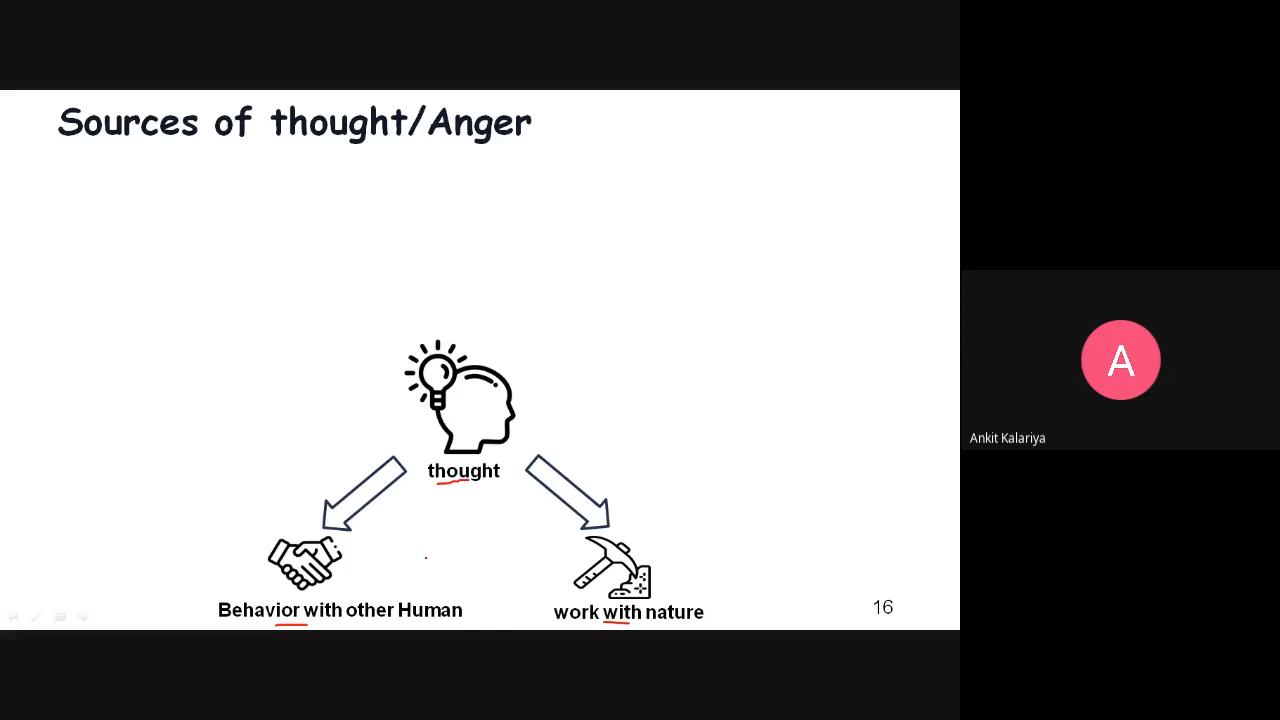 Sources of thought/Anger
thought
Behavior with other Human
work with nature
16
A
Ankit Kalariya